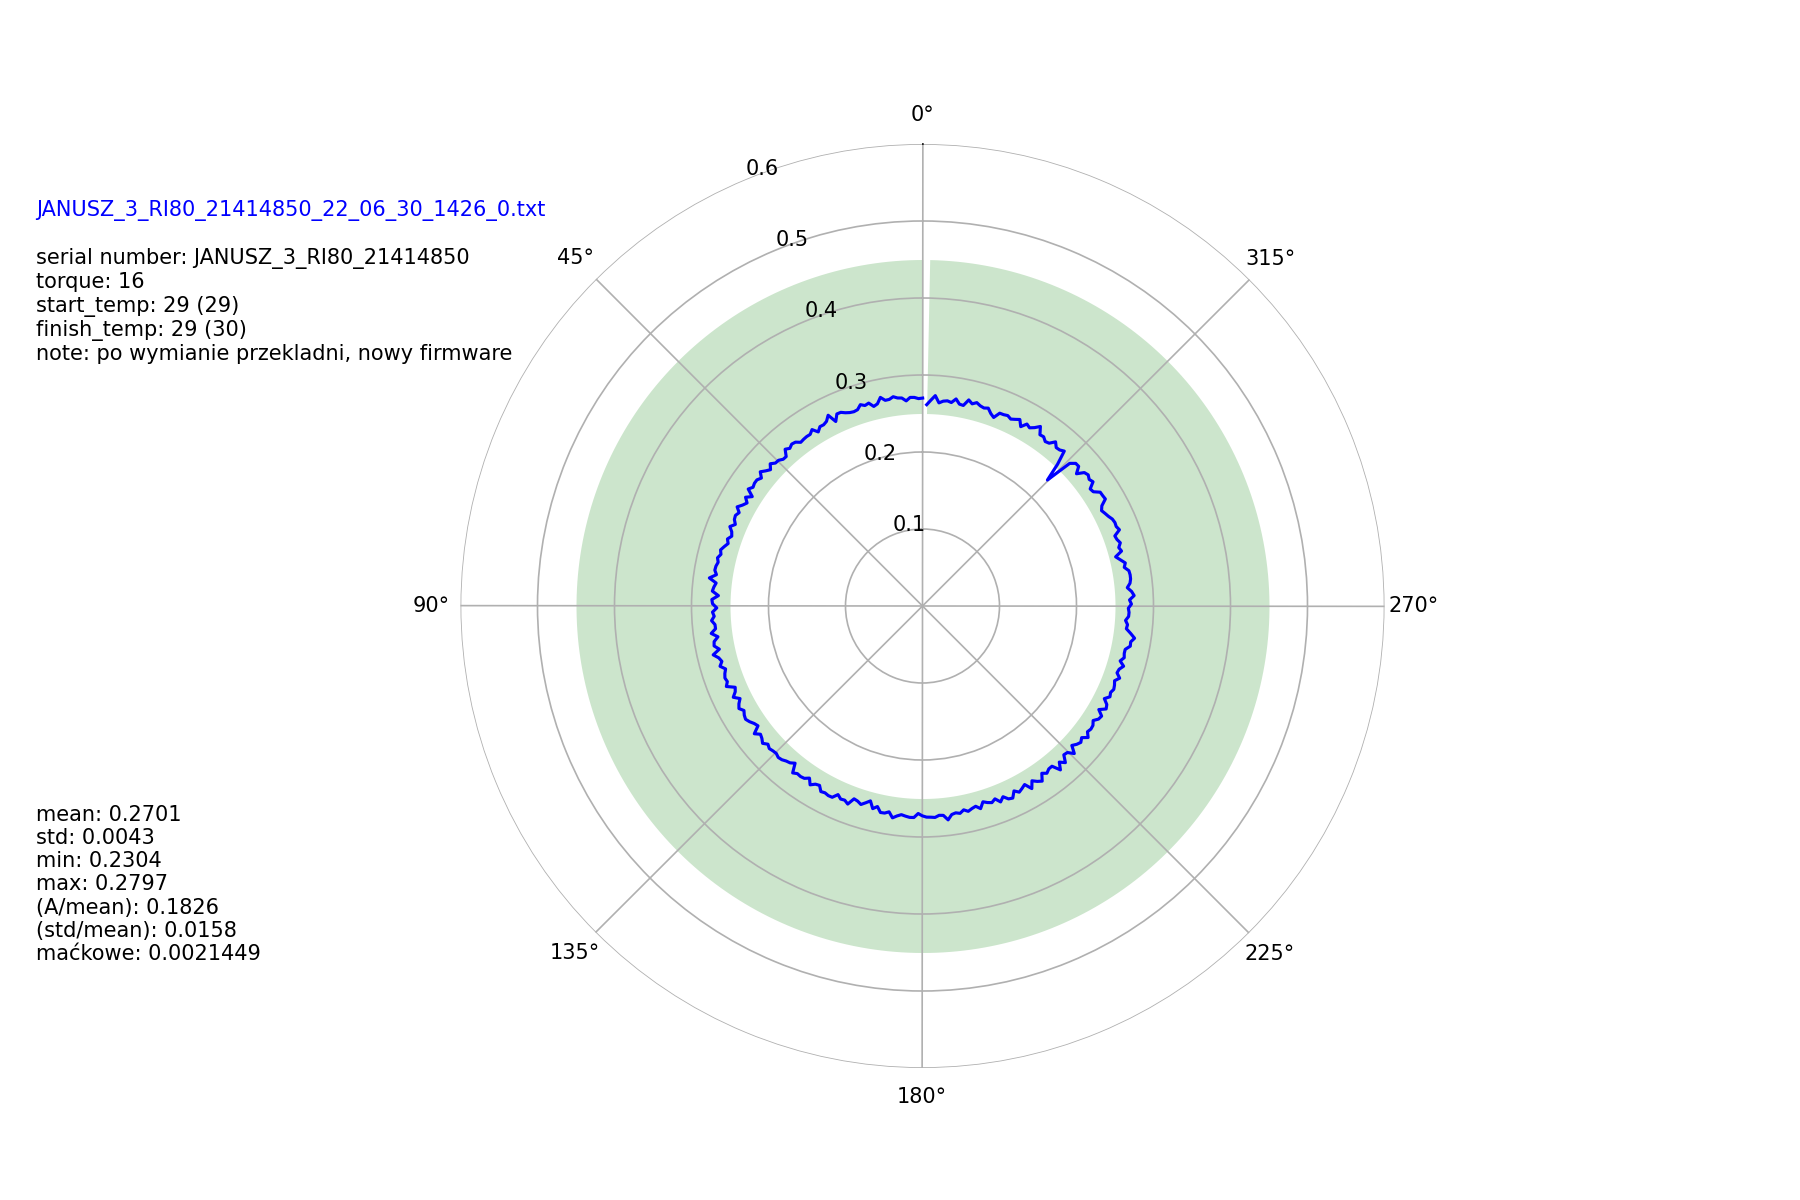 0°
0.6
JANUSZ_3_RI80_21414850_22_06_30_1426_0.txt
0.5
serial number: JANUSZ_3_RI80_21414850
45°
315°
torque: 16
start_temp: 29 (29)
0.4
finish_temp: 29 (30)
note: po wymianie przekladni, nowy firmware
0.3
0.2
0.1
90°
270°
mean: 0.2701
std: 0.0043
min: 0.2304
max: 0.2797
(A/mean): 0.1826
(std/mean): 0.0158
maćkowe: 0.0021449
135°
225°
180°